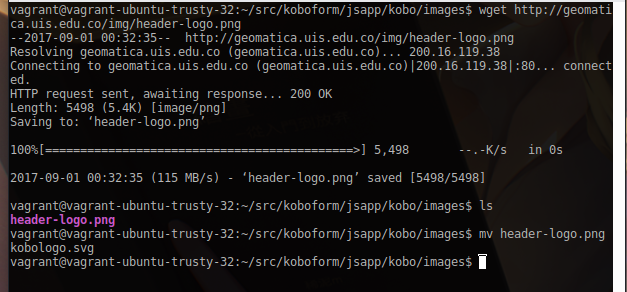 vagrant@vagrant-ubuntu-trusty-32:~/src/koboform/jsapp/kobo/images$ wget http://geomati
ca.uis.edu.co/img/header-logo.png
--2017-09-01 00:32:35--  http://geomatica.uis.edu.co/img/header-logo.png
Resolving geomatica.uis.edu.co (geomatica.uis.edu.co)... 200.16.119.38
Connecting to geomatica.uis.edu.co (geomatica.uis.edu.co)|200.16.119.38|:80... connect
ed.
HTTP request sent, awaiting response... 200 OK
Length: 5498 (5.4K) [image/png]
Saving to: ‘header-logo.png’
100%[============================================>] 5,498       --.-K/s   in 0s
2017-09-01 00:32:35 (115 MB/s) - ‘header-logo.png’ saved [5498/5498]
vagrant@vagrant-ubuntu-trusty-32:~/src/koboform/jsapp/kobo/images$ ls
header-logo.png
vagrant@vagrant-ubuntu-trusty-32:~/src/koboform/jsapp/kobo/images$ mv header-logo.png
kobologo.svg
vagrant@vagrant-ubuntu-trusty-32:~/src/koboform/jsapp/kobo/images$